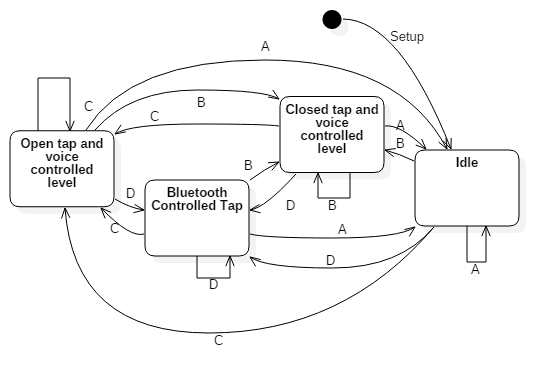 Setup
A
C
B
C
Closed tap and
voice
controlled
level
A
B
Open tap and
voice
controlled
level
Idle
B
D
Bluetooth
Controlled Tap
D
B
C
A
D
A
D
C